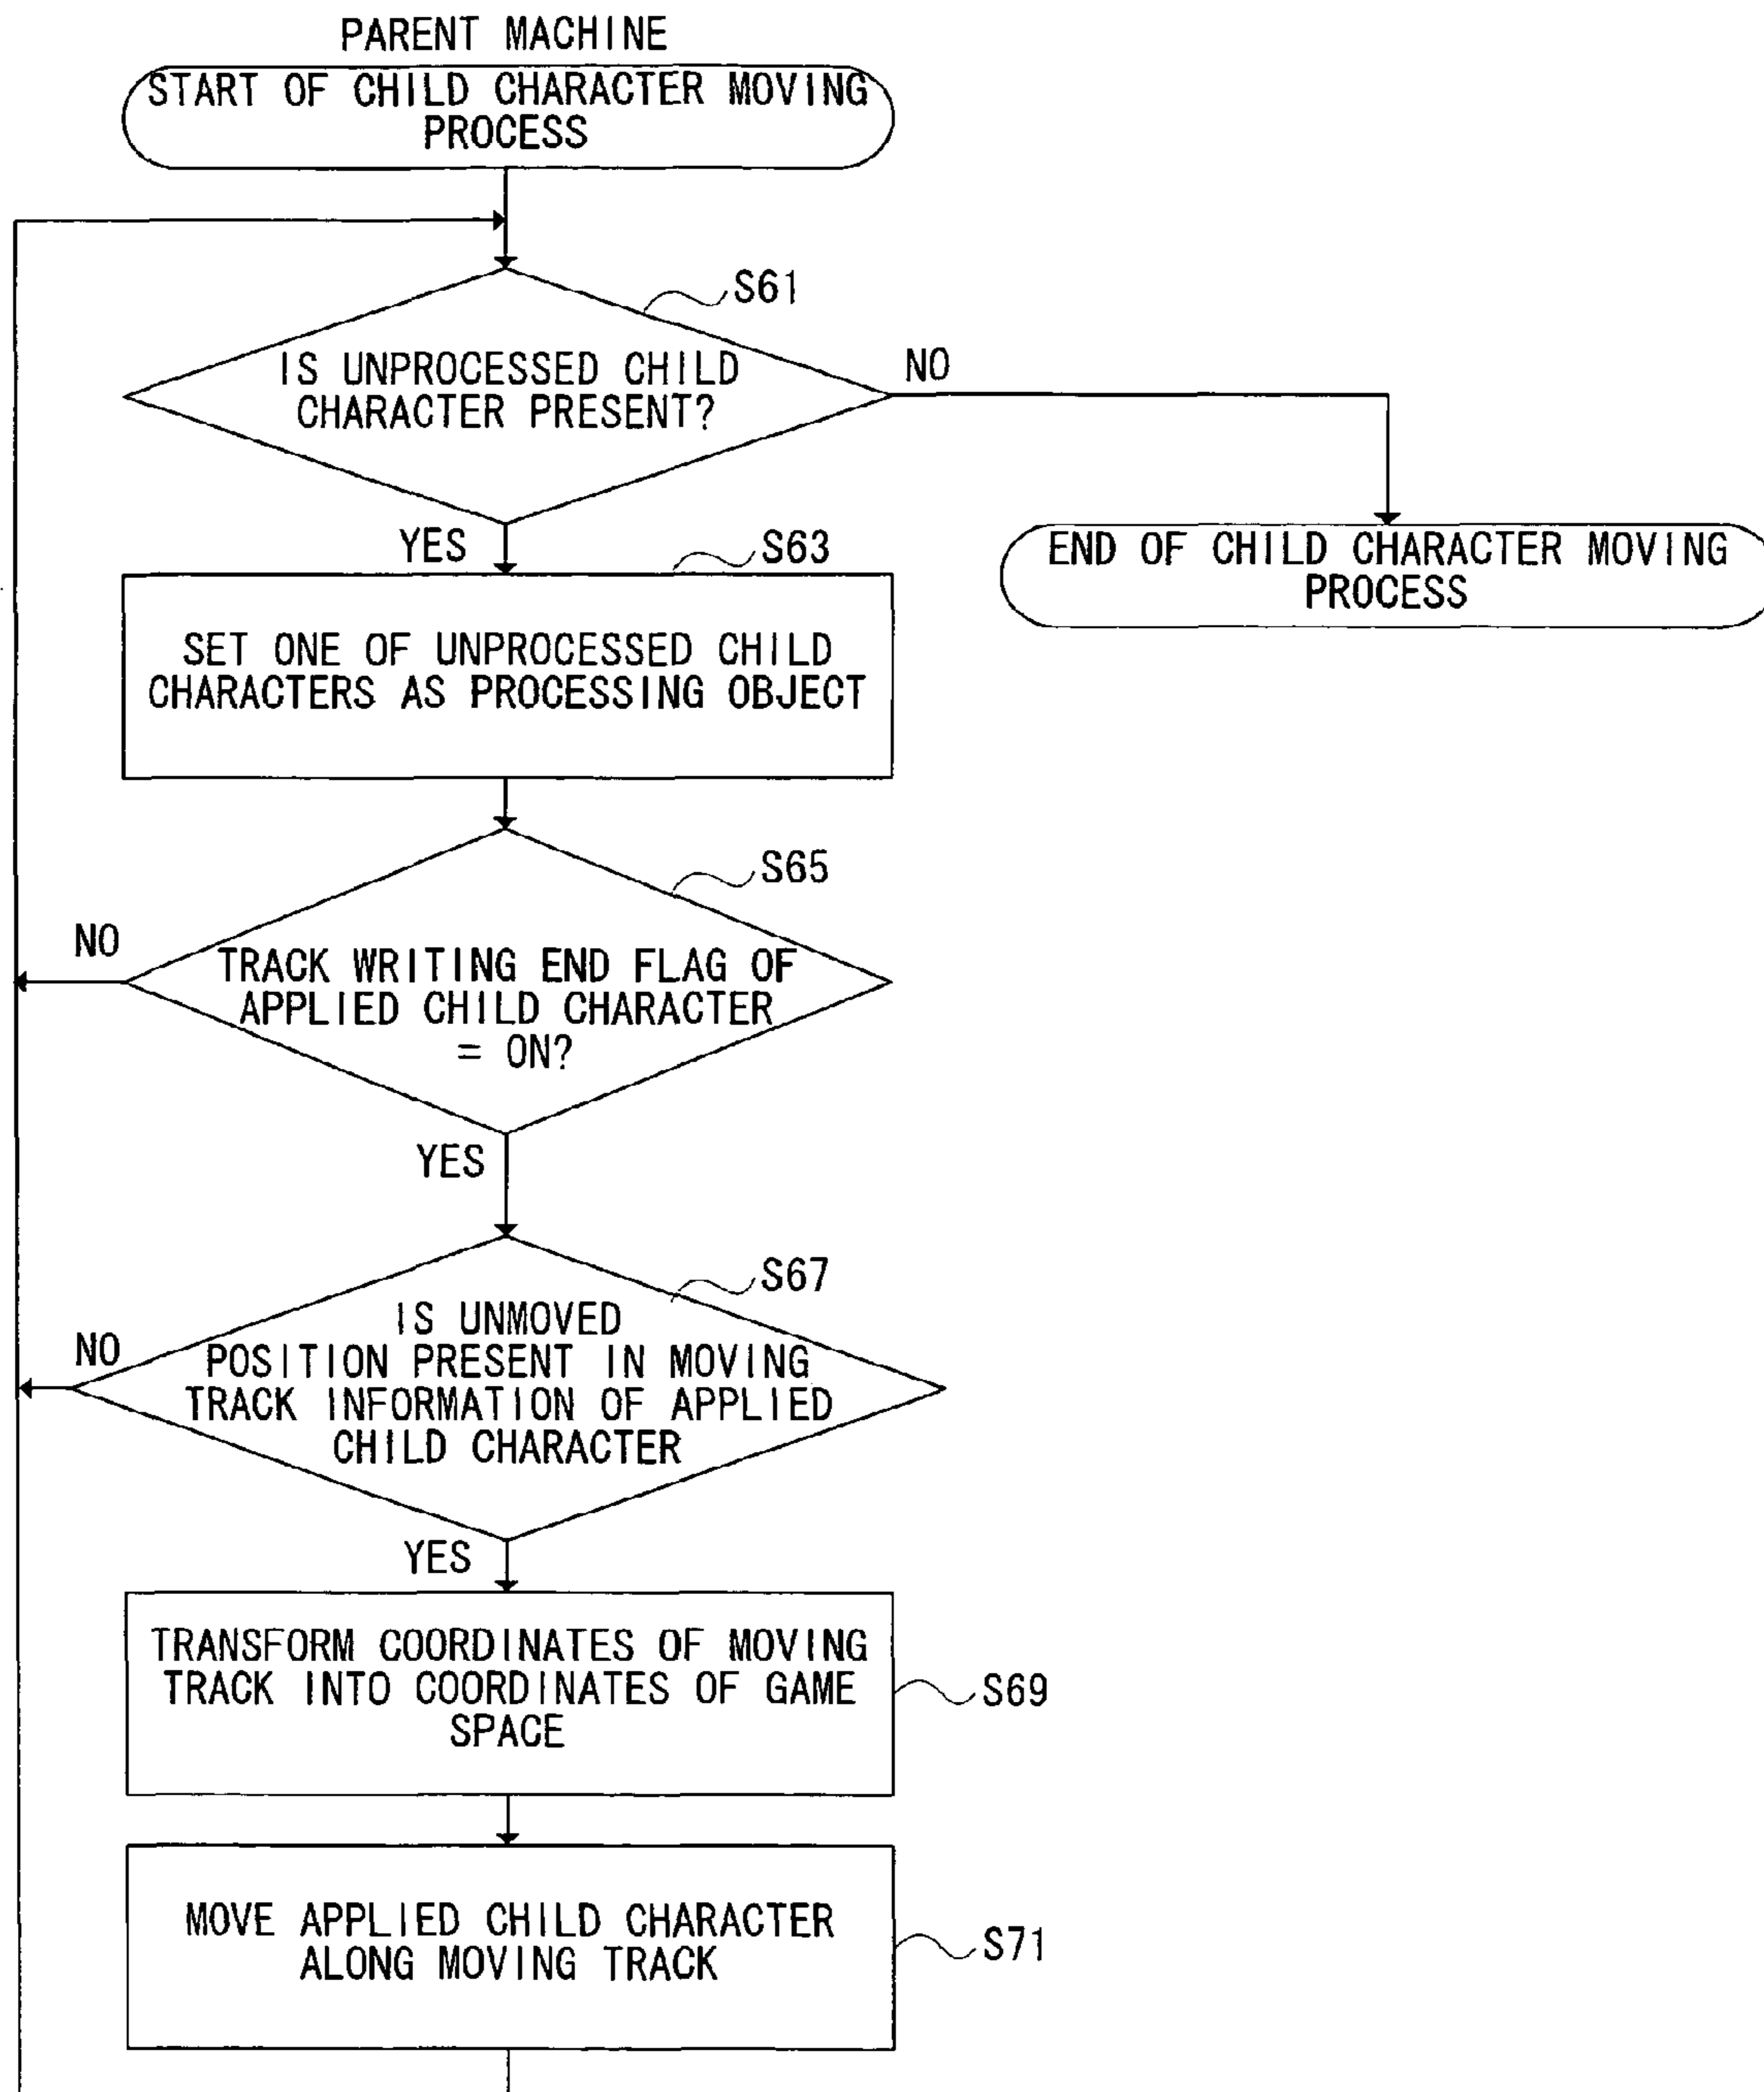 PARENT MACHINE
START OF CHILD CHARACTER MOVING
PROCESS
S61
IS UNPROCESSED CHILD
CHARACTER PRESENT?
NO
YES
S63
END OF CHILD CHARACTER MOVING
PROCESS
SET ONE OF UNPROCESSED CHILD
CHARACTERS AS PROCESSING OBJECT
S65
NO
TRACK WRITING END FLAG OF
APPLIED CHILD CHARACTER
= ON?
YES
S67
NO
IS UNMOVED
POSITION PRESENT IN MOVING
TRACK INFORMATION OF APPLIED
CHILD CHARACTER
YES
TRANSFORM COORDINATES OF MOVING
TRACK INTO COORDINATES OF GAME
SPACE
S69
MOVE APPLIED CHILD CHARACTER
ALONG MOVING TRACK
S71